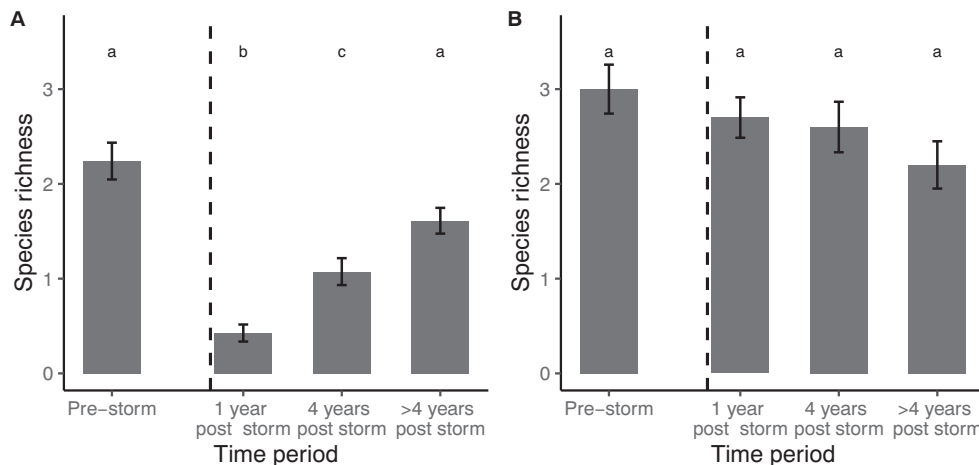 A
a
b
c
a
Species richness
3
2
1
0
Pre−storm
1 year
post storm
4 years
post storm
>4 years
post storm
Time period
B
a
a
a
a
Species richness
3
2
1
0
Pre−storm
1 year
post storm
4 years
post storm
>4 years
post storm
Time period